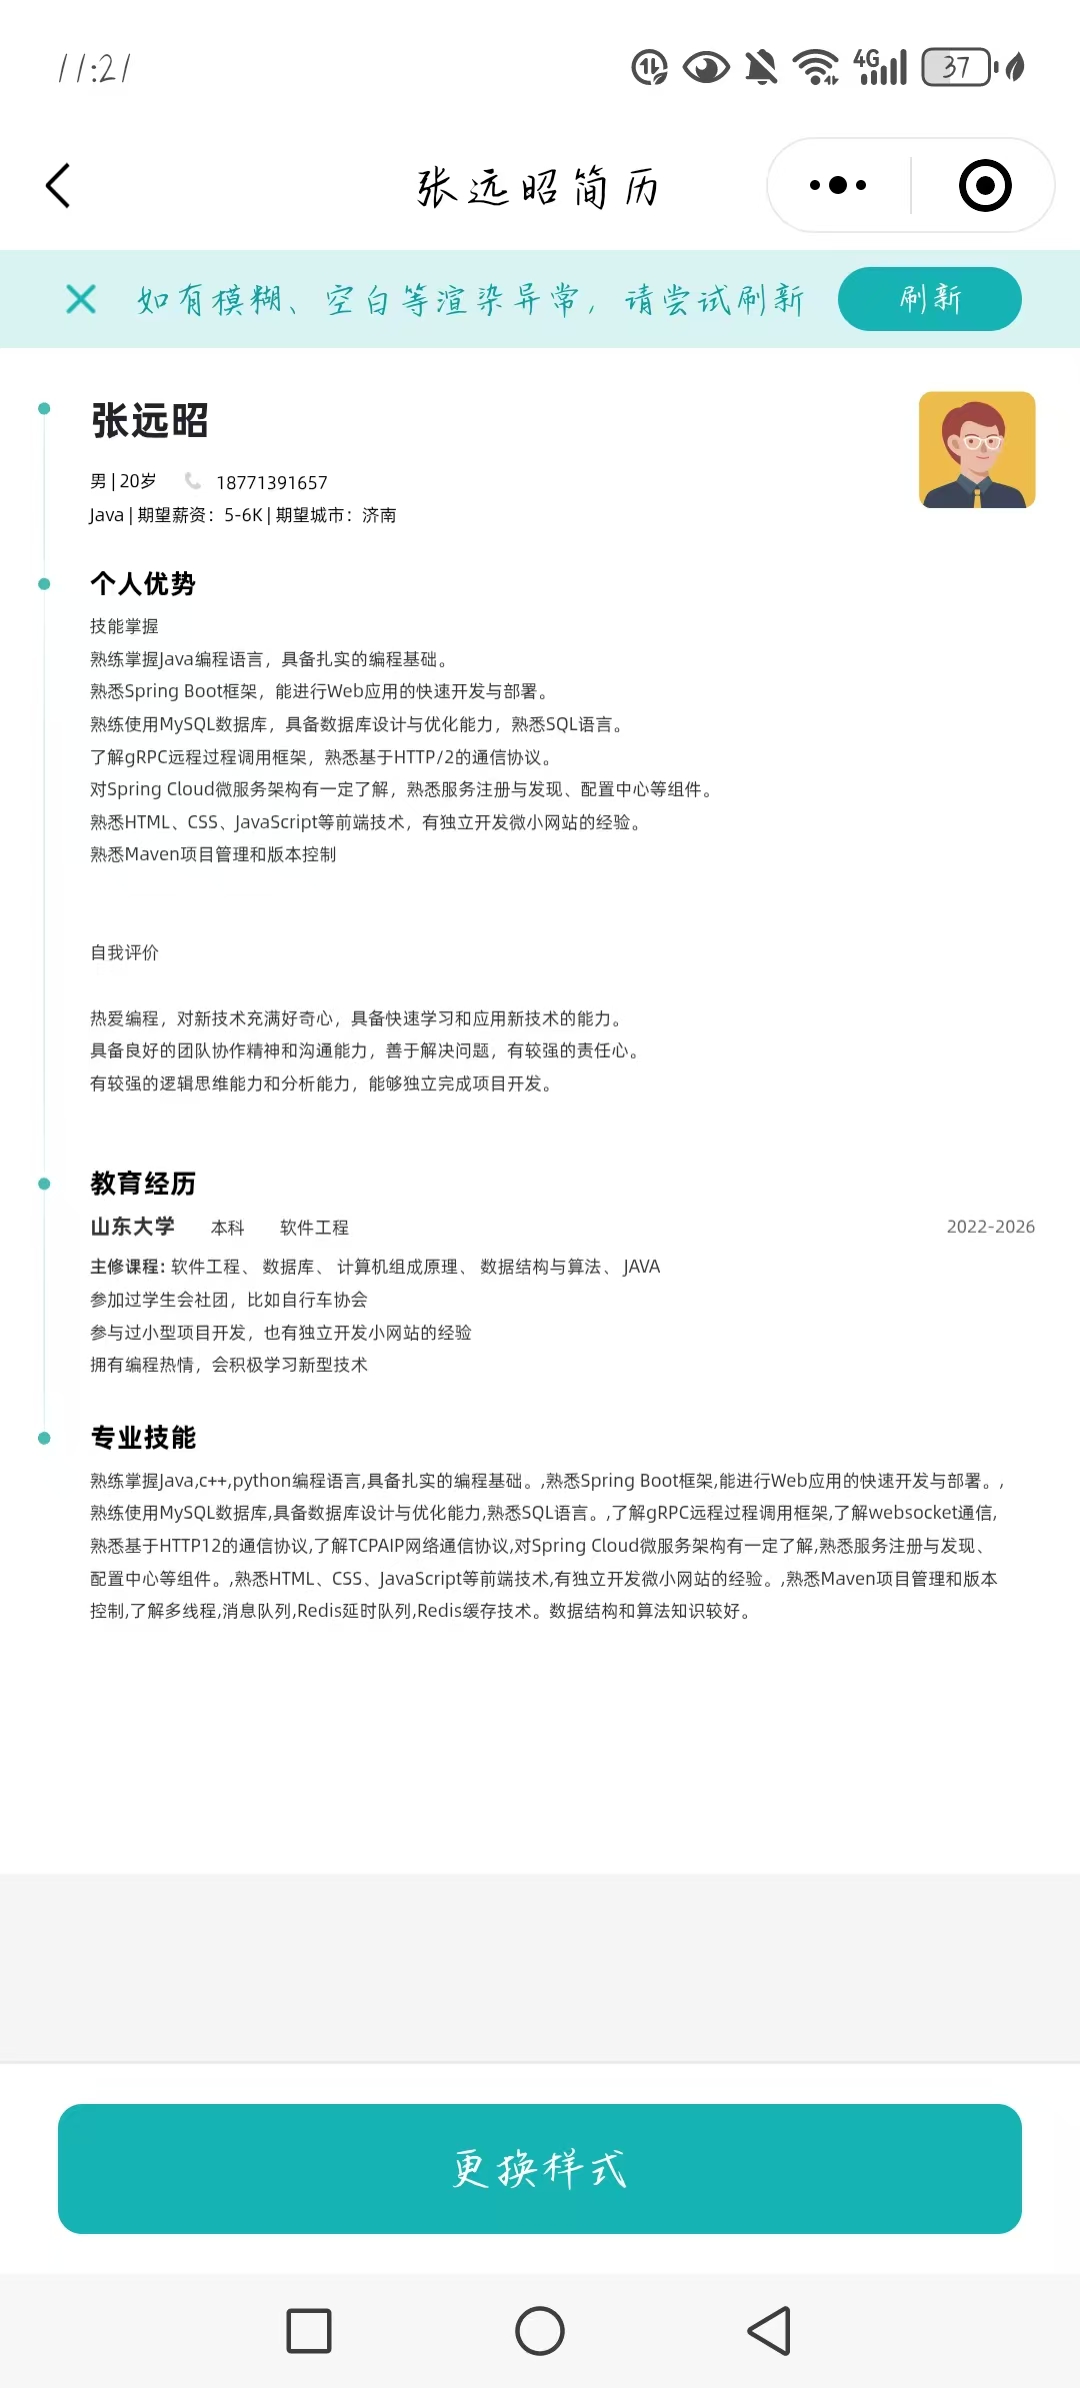 11:21
4G
37
张远昭简历
如有模糊、空白等渲染异常，请尝试刷新
刷新
张远昭
男 | 20岁 18771391657
Java | 期望薪资：5-6K | 期望城市：济南
个人优势
技能掌握
熟练掌握Java编程语言，具备扎实的编程基础。
熟悉Spring Boot框架，能进行Web应用的快速开发与部署。
熟练使用MySQL数据库，具备数据库设计与优化能力，熟悉SQL语言。
了解gRPC远程过程调用框架，熟悉基于HTTP/2的通信协议。
对Spring Cloud微服务架构有一定了解，熟悉服务注册与发现、配置中心等组件。
熟悉HTML、CSS、JavaScript等前端技术，有独立开发微小网站的经验。
熟悉Maven项目管理和版本控制
自我评价
热爱编程，对新技术充满好奇心，具备快速学习和应用新技术的能力。
具备良好的团队协作精神和沟通能力，善于解决问题，有较强的责任心。
有较强的逻辑思维能力和分析能力，能够独立完成项目开发。
教育经历
山东大学 本科 软件工程 2022-2026
主修课程：软件工程、 数据库、 计算机组成原理、 数据结构与算法、 JAVA
参加过学生会社团，比如自行车协会
参与过小型项目开发，也有独立开发小网站的经验
拥有编程热情，会积极学习新型技术
专业技能
熟练掌握Java,c++,python编程语言,具备扎实的编程基础。,熟悉Spring Boot框架,能进行Web应用的快速开发与部署。,
熟练使用MySQL数据库,具备数据库设计与优化能力,熟悉SQL语言。,了解gRPC远程过程调用框架,了解websocket通信,
熟悉基于HTTP12的通信协议,了解TCPAIP网络通信协议,对Spring Cloud微服务架构有一定了解,熟悉服务注册与发现、
配置中心等组件。,熟悉HTML、CSS、JavaScript等前端技术,有独立开发微小网站的经验。,熟悉Maven项目管理和版本
控制,了解多线程,消息队列,Redis延时队列,Redis缓存技术。数据结构和算法知识较好。
更换样式